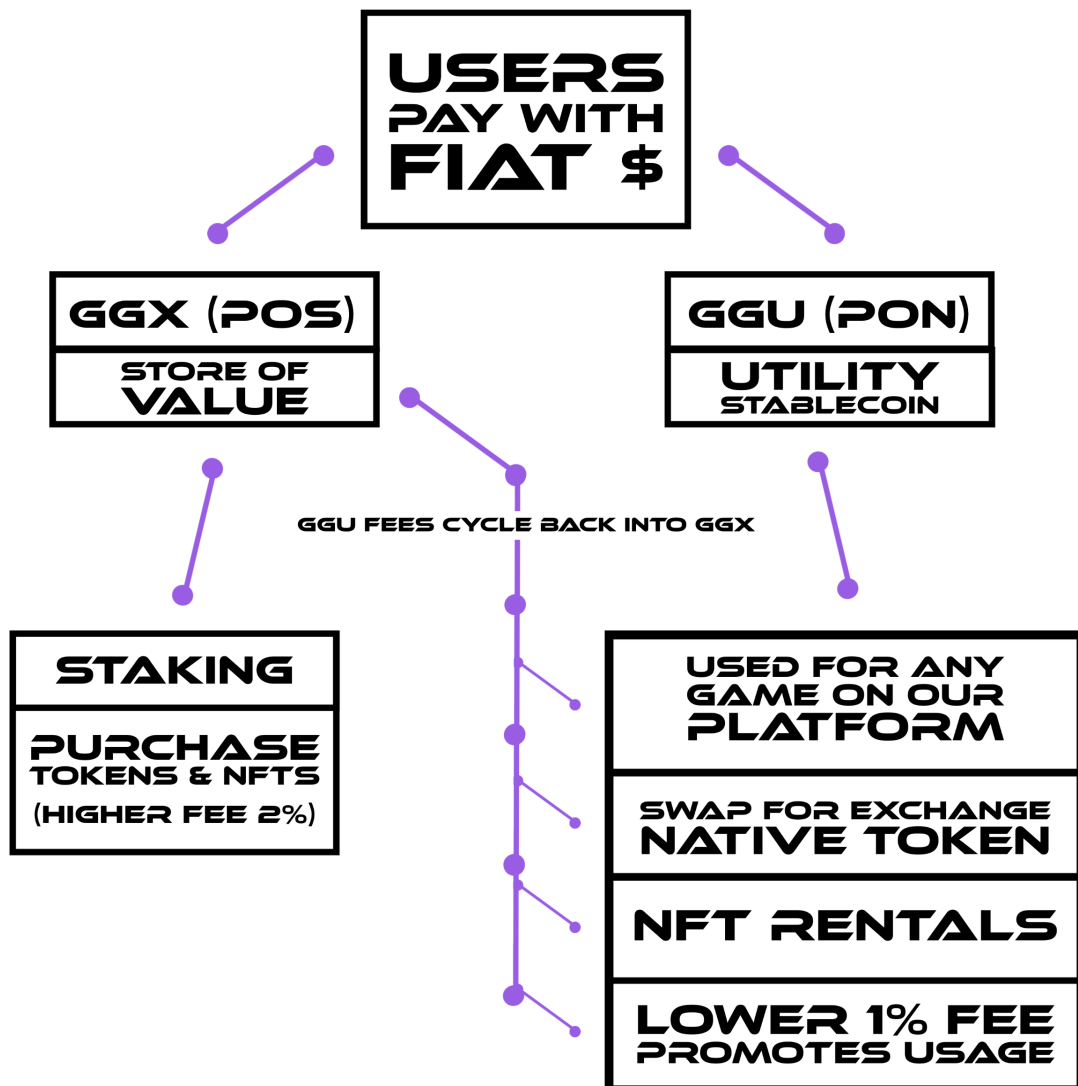 USERS
PAY WITH
FIAT $
GGX (POS)
STORE OF
VALUE
GGU (PON)
UTILITY
STABLECOIN
GGU FEES CYCLE BACK INTO GGX
STAKING
PURCHASE
TOKENS & NFTS
(HIGHER FEE 2%)
USED FOR ANY
GAME ON OUR
PLATFORM
SWAP FOR EXCHANGE
NATIVE TOKEN
NFT RENTALS
LOWER 1% FEE
PROMOTES USAGE